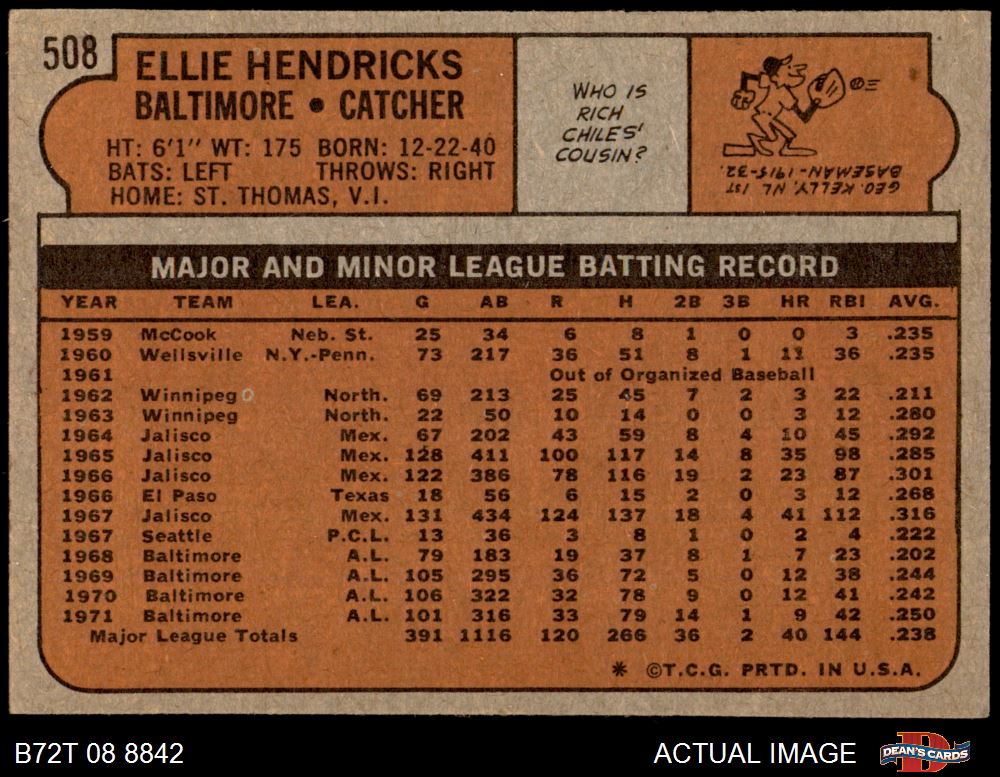 508
ELLIE HENDRICKS
BALTIMORE • CATCHER
HT: 6'1" WT: 175 BORN: 12-22-40
BATS: LEFT THROWS: RIGHT
HOME: ST. THOMAS, V.I.
WHO IS
RICH
CHILES'
COUSIN?
GEO. KELLY, NL 1ST
BASEMAN-1915-32.
MAJOR AND MINOR LEAGUE BATTING RECORD
YEAR TEAM LEA. G AB R H 2B 3B HR RBI AVG.
1959 McCook Neb. St. 25 34 6 8 1 0 0 3 .235
1960 Wellsville N.Y.-Penn. 73 217 36 51 8 1 11 36 .235
1961 Out of Organized Baseball
1962 Winnipeg North. 69 213 25 45 7 2 3 22 .211
1963 Winnipeg North. 22 50 10 14 0 0 3 12 .280
1964 Jalisco Mex. 67 202 43 59 8 4 10 45 .292
1965 Jalisco Mex. 128 411 100 117 14 8 35 98 .285
1966 Jalisco Mex. 122 386 78 116 19 2 23 87 .301
1966 El Paso Texas 18 56 6 15 2 0 3 12 .268
1967 Jalisco Mex. 131 434 124 137 18 4 41 112 .316
1967 Seattle P.C.L. 13 36 3 8 1 0 2 4 .222
1968 Baltimore A.L. 79 183 19 37 8 1 7 23 .202
1969 Baltimore A.L. 105 295 36 72 5 0 12 38 .244
1970 Baltimore A.L. 106 322 32 78 9 0 12 41 .242
1971 Baltimore A.L. 101 316 33 79 14 1 9 42 .250
Major League Totals 391 1116 120 266 36 2 40 144 .238
* ©T.C.G. PRTD. IN U.S.A.
B72T 08 8842
ACTUAL IMAGE
DEAN'S CARDS